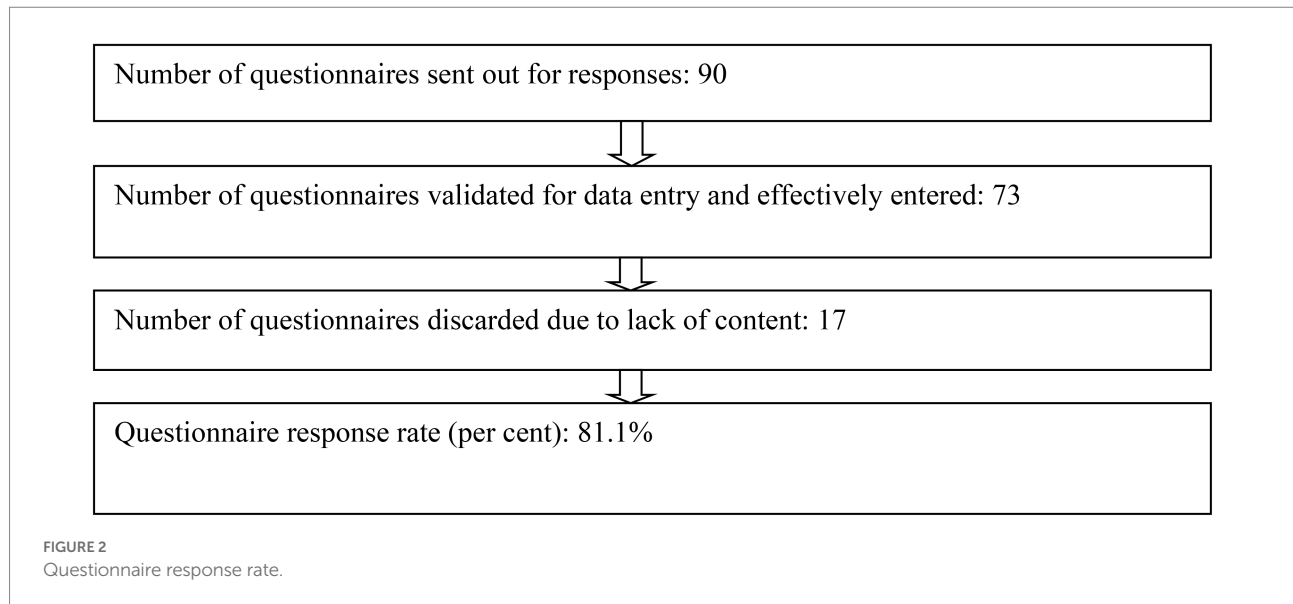 Number of questionnaires sent out for responses: 90
Number of questionnaires validated for data entry and effectively entered: 73
Number of questionnaires discarded due to lack of content: 17
Questionnaire response rate (per cent): 81.1%
FIGURE 2
Questionnaire response rate.